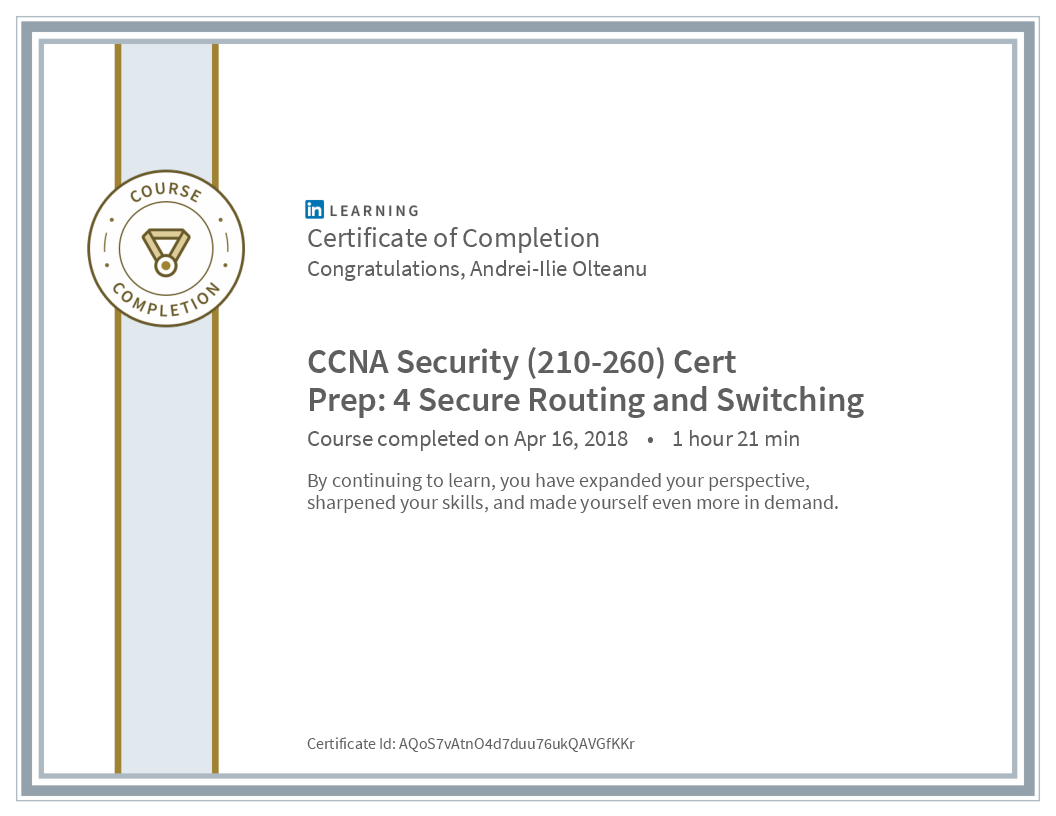 COURSE
COMPLETION
in LEARNING
Certificate of Completion
Congratulations, Andrei-Ilie Olteanu
CCNA Security (210-260) Cert
Prep: 4 Secure Routing and Switching
Course completed on Apr 16, 2018 • 1 hour 21 min
By continuing to learn, you have expanded your perspective,
sharpened your skills, and made yourself even more in demand.
Certificate Id: AQoS7vAtnO4d7duu76ukQAVGfKKr